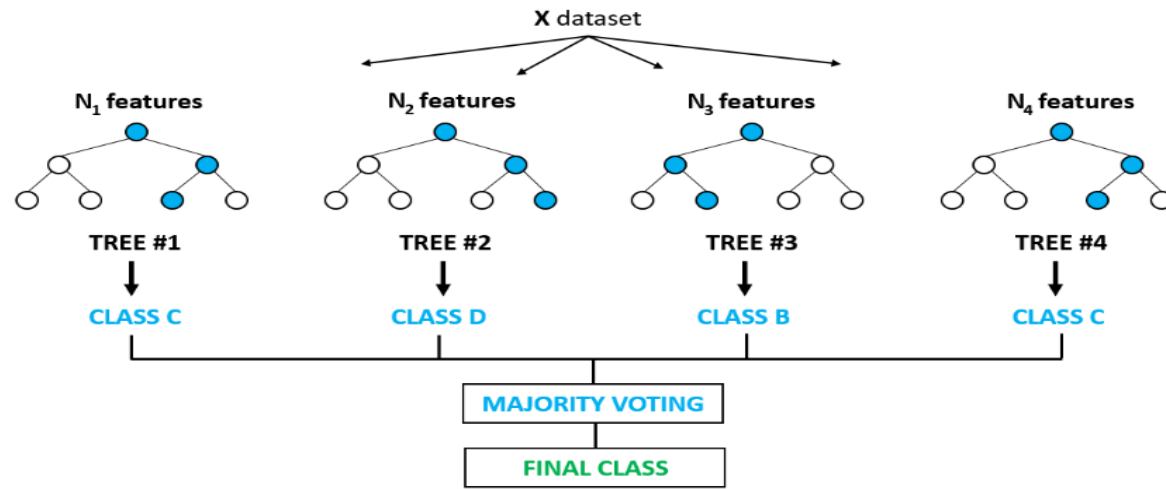 X dataset
N₁ features
N₂ features
N₃ features
N₄ features
TREE #1
TREE #2
TREE #3
TREE #4
CLASS C
CLASS D
CLASS B
CLASS C
MAJORITY VOTING
FINAL CLASS